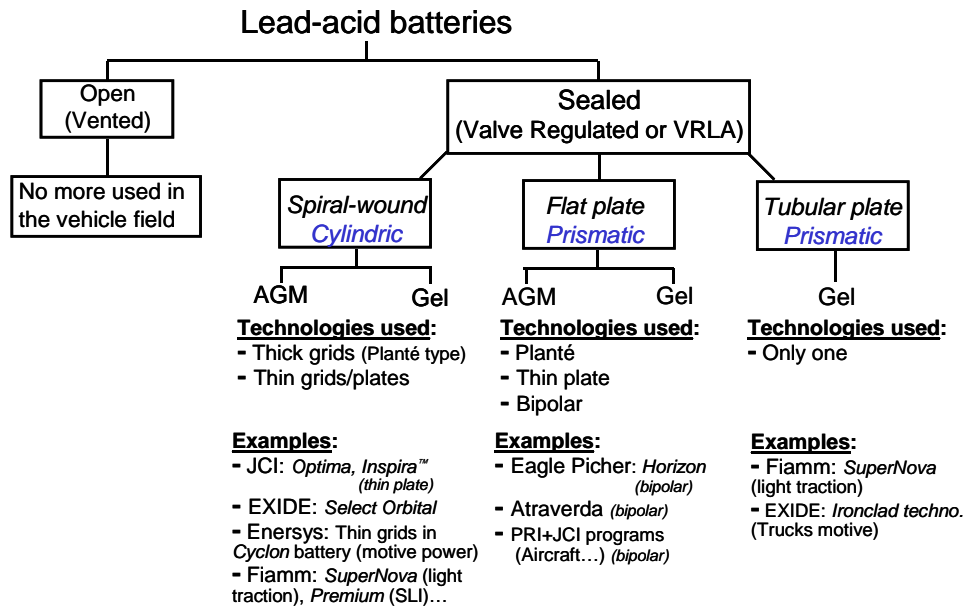 Lead-acid batteries
Open
(Vented)
No more used in
the vehicle field
Sealed
(Valve Regulated or VRLA)
Spiral-wound
Cylindric
AGM
Gel
Technologies used:
- Thick grids (Planté type)
- Thin grids/plates
Examples:
- JCI: Optima, Inspira™
(thin plate)
- EXIDE: Select Orbital
- Enersys: Thin grids in
Cyclon battery (motive power)
- Fiamm: SuperNova (light
traction), Premium (SLI)…
Flat plate
Prismatic
AGM
Gel
Technologies used:
- Planté
- Thin plate
- Bipolar
Examples:
- Eagle Picher: Horizon
(bipolar)
- Atraverda (bipolar)
- PRI+JCI programs
(Aircraft…) (bipolar)
Tubular plate
Prismatic
Gel
Technologies used:
- Only one
Examples:
- Fiamm: SuperNova
(light traction)
- EXIDE: Ironclad techno.
(Trucks motive)